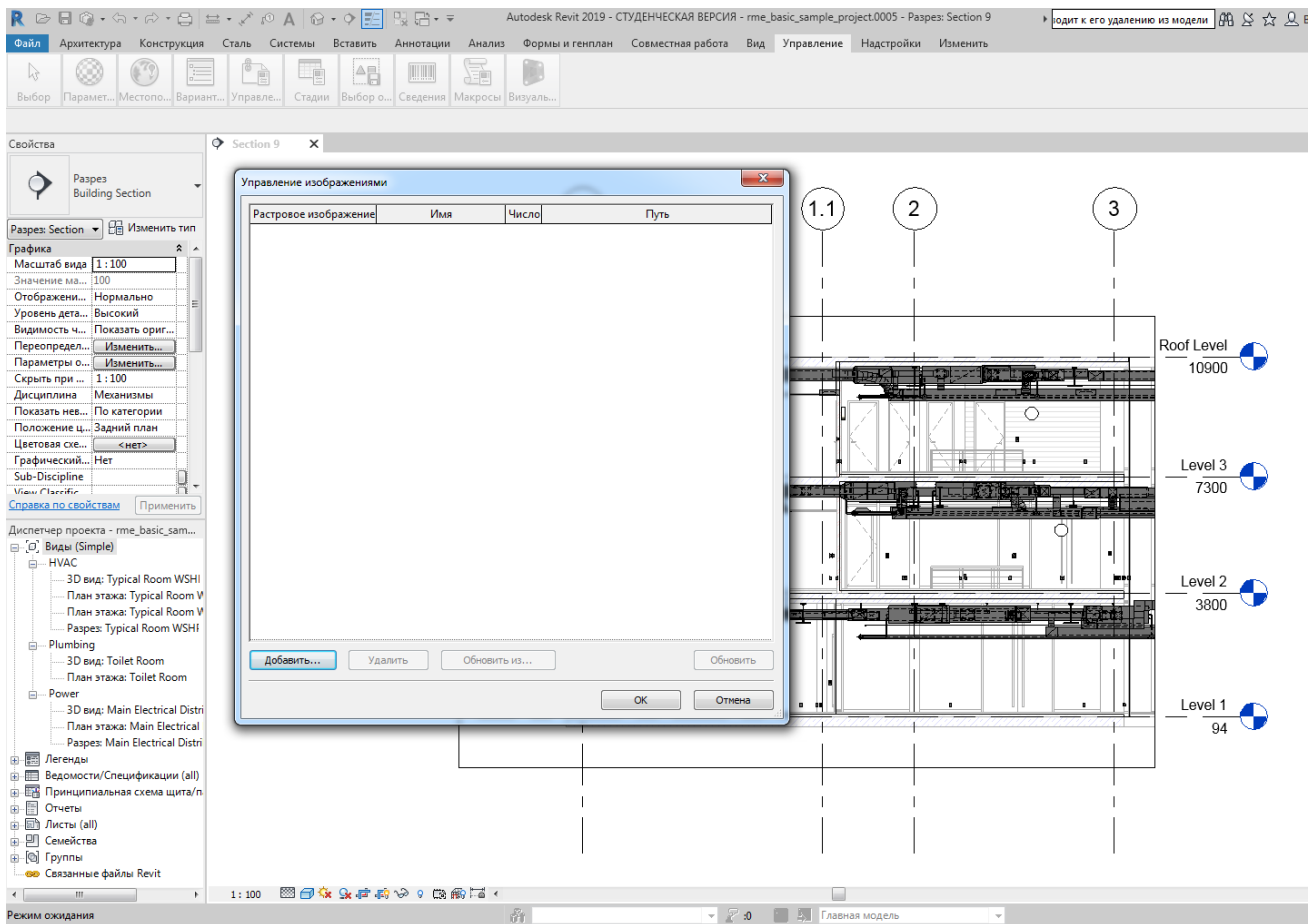 Autodesk Revit 2019 - СТУДЕНЧЕСКАЯ ВЕРСИЯ - rme_basic_sample_project.0005 - Разрез: Section 9
водит к его удалению из модели
Файл Архитектура Конструкция Сталь Системы Вставить Аннотации Анализ Формы и генплан Совместная работа Вид Управление Надстройки Изменить
Выбор Парамет... Местопо... Вариант... Управле... Стадии Выбор о... Сведения Макросы Визуаль...
Свойства
Section 9
Разрез
Building Section
Разрез: Section
Изменить тип
Графика
Масштаб вида 1 : 100
Значение ма... 100
Отображени... Нормально
Уровень дета... Высокий
Видимость ч... Показать ориг...
Переопредел... Изменить...
Параметры о... Изменить...
Скрыть при ... 1 : 100
Дисциплина Механизмы
Показать нев... По категории
Положение ц... Задний план
Цветовая схе... <нет>
Графический... Нет
Sub-Discipline
View Classific
Справка по свойствам Применить
Диспетчер проекта - rme_basic_sam...
Виды (Simple)
HVAC
3D вид: Typical Room WSHI
План этажа: Typical Room W
План этажа: Typical Room W
Разрез: Typical Room WSHF
Plumbing
3D вид: Toilet Room
План этажа: Toilet Room
Power
3D вид: Main Electrical Distri
План этажа: Main Electrical
Разрез: Main Electrical Distri
Легенды
Ведомости/Спецификации (all)
Принципиальная схема щита/п
Отчеты
Листы (all)
Семейства
Группы
Связанные файлы Revit
Управление изображениями
Растровое изображение Имя Число Путь
Добавить... Удалить Обновить из... Обновить
OK Отмена
1.1
2
3
Roof Level
10900
Level 3
7300
Level 2
3800
Level 1
94
1 : 100
Режим ожидания
:0
Главная модель